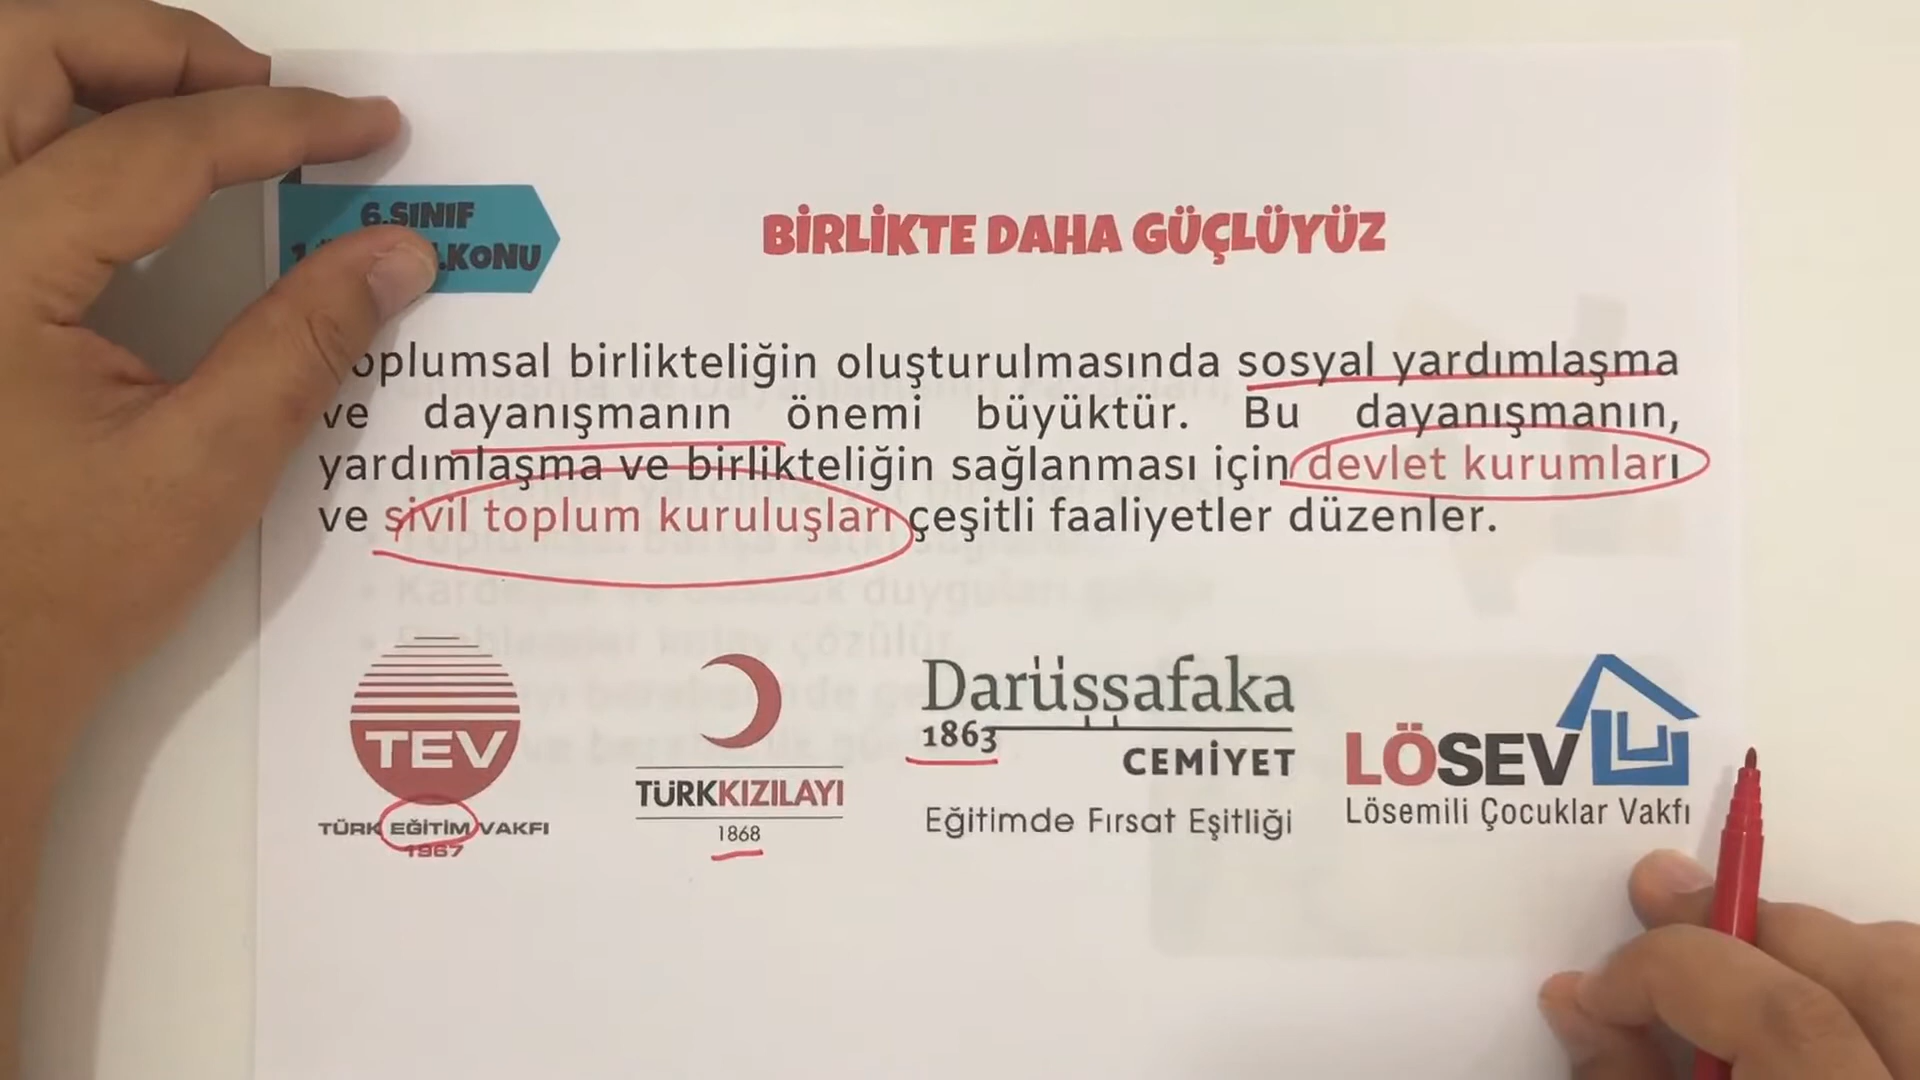 6.SINIF
.KONU
BİRLİKTE DAHA GÜÇLÜYÜZ
oplumsal birlikteliğin oluşturulmasında sosyal yardımlaşma
ve dayanışmanın önemi büyüktür. Bu dayanışmanın,
yardımlaşma ve birlikteliğin sağlanması için devlet kurumları
ve sivil toplum kuruluşları çeşitli faaliyetler düzenler.
TEV
TÜRK EĞİTİM VAKFI
1967
TÜRKKIZILAYI
1868
Darüşşafaka
1863
CEMİYET
Eğitimde Fırsat Eşitliği
LÖSEV
Lösemili Çocuklar Vakfı